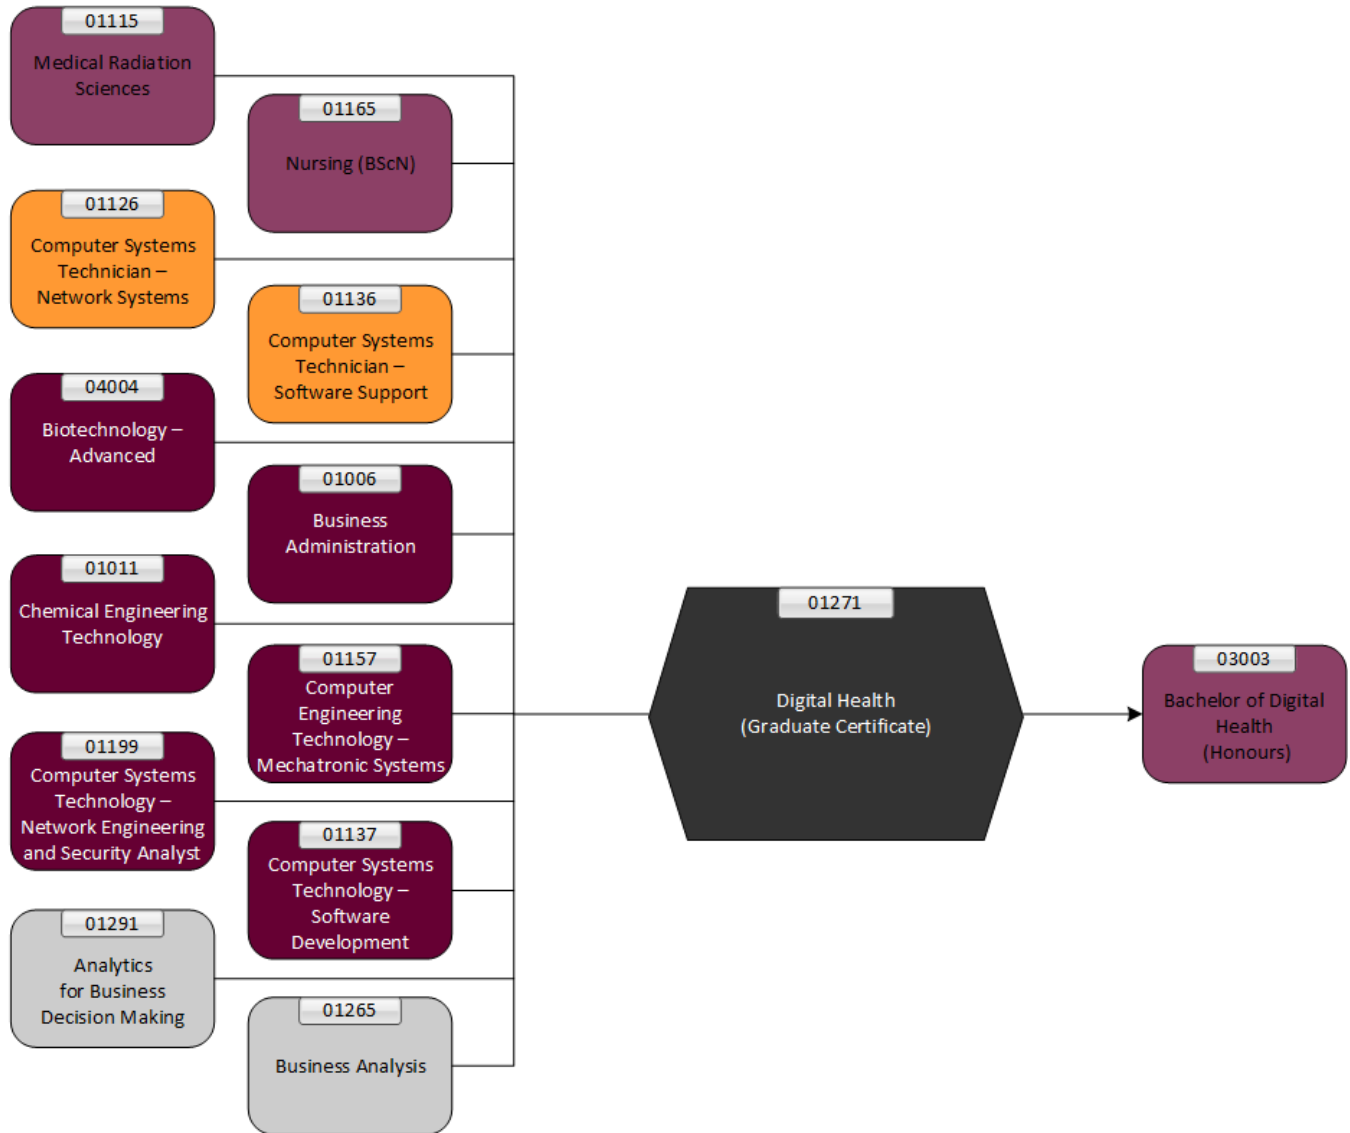 01115
Medical Radiation
Sciences
01165
Nursing (BScN)
01126
Computer Systems
Technician –
Network Systems
01136
Computer Systems
Technician –
Software Support
04004
Biotechnology –
Advanced
01006
Business
Administration
01011
Chemical Engineering
Technology
01157
Computer
Engineering
Technology –
Mechatronic Systems
01199
Computer Systems
Technology –
Network Engineering
and Security Analyst
01137
Computer Systems
Technology –
Software
Development
01291
Analytics
for Business
Decision Making
01265
Business Analysis
01271
Digital Health
(Graduate Certificate)
03003
Bachelor of Digital
Health
(Honours)